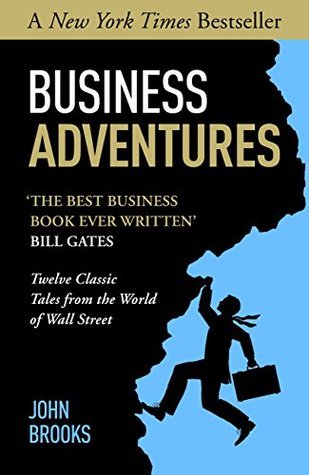 A New York Times Bestseller
BUSINESS
ADVENTURES
‘THE BEST BUSINESS
BOOK EVER WRITTEN’
BILL GATES
Twelve Classic
Tales from the World
of Wall Street
JOHN
BROOKS